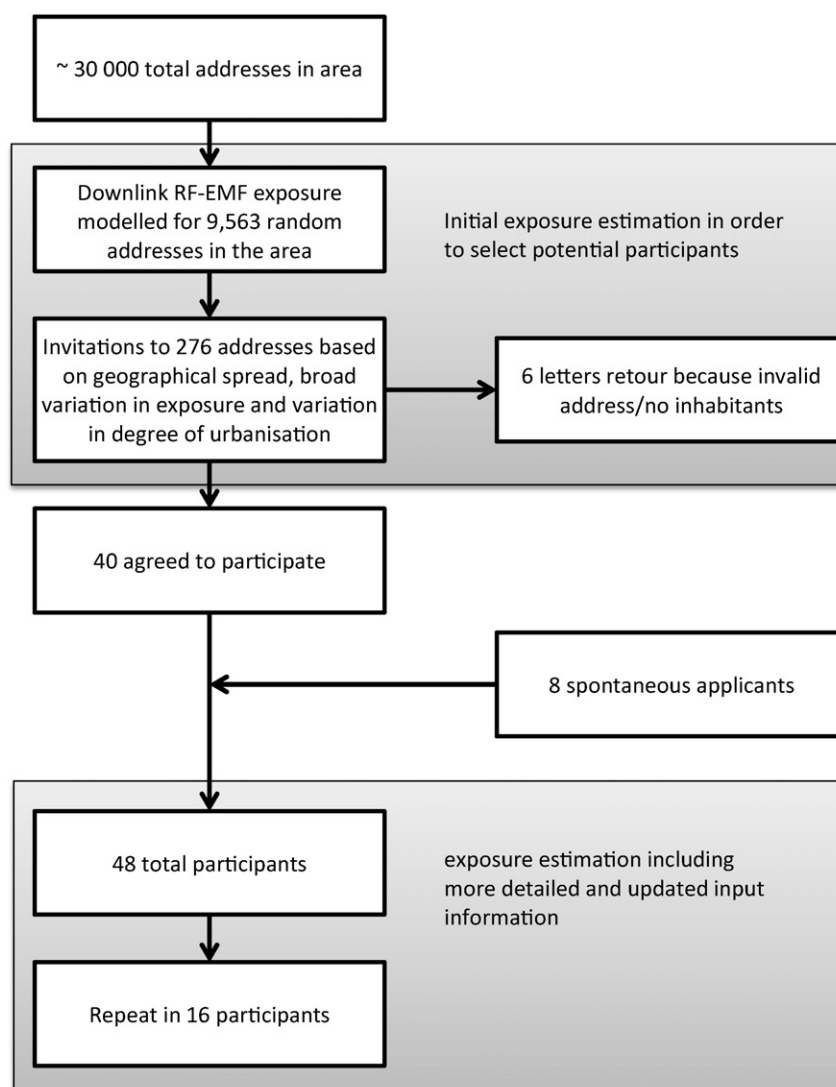 ~ 30 000 total addresses in area
Downlink RF-EMF exposure
modelled for 9,563 random
addresses in the area
Initial exposure estimation in order
to select potential participants
Invitations to 276 addresses based
on geographical spread, broad
variation in exposure and variation
in degree of urbanisation
6 letters retour because invalid
address/no inhabitants
40 agreed to participate
8 spontaneous applicants
48 total participants
exposure estimation including
more detailed and updated input
information
Repeat in 16 participants